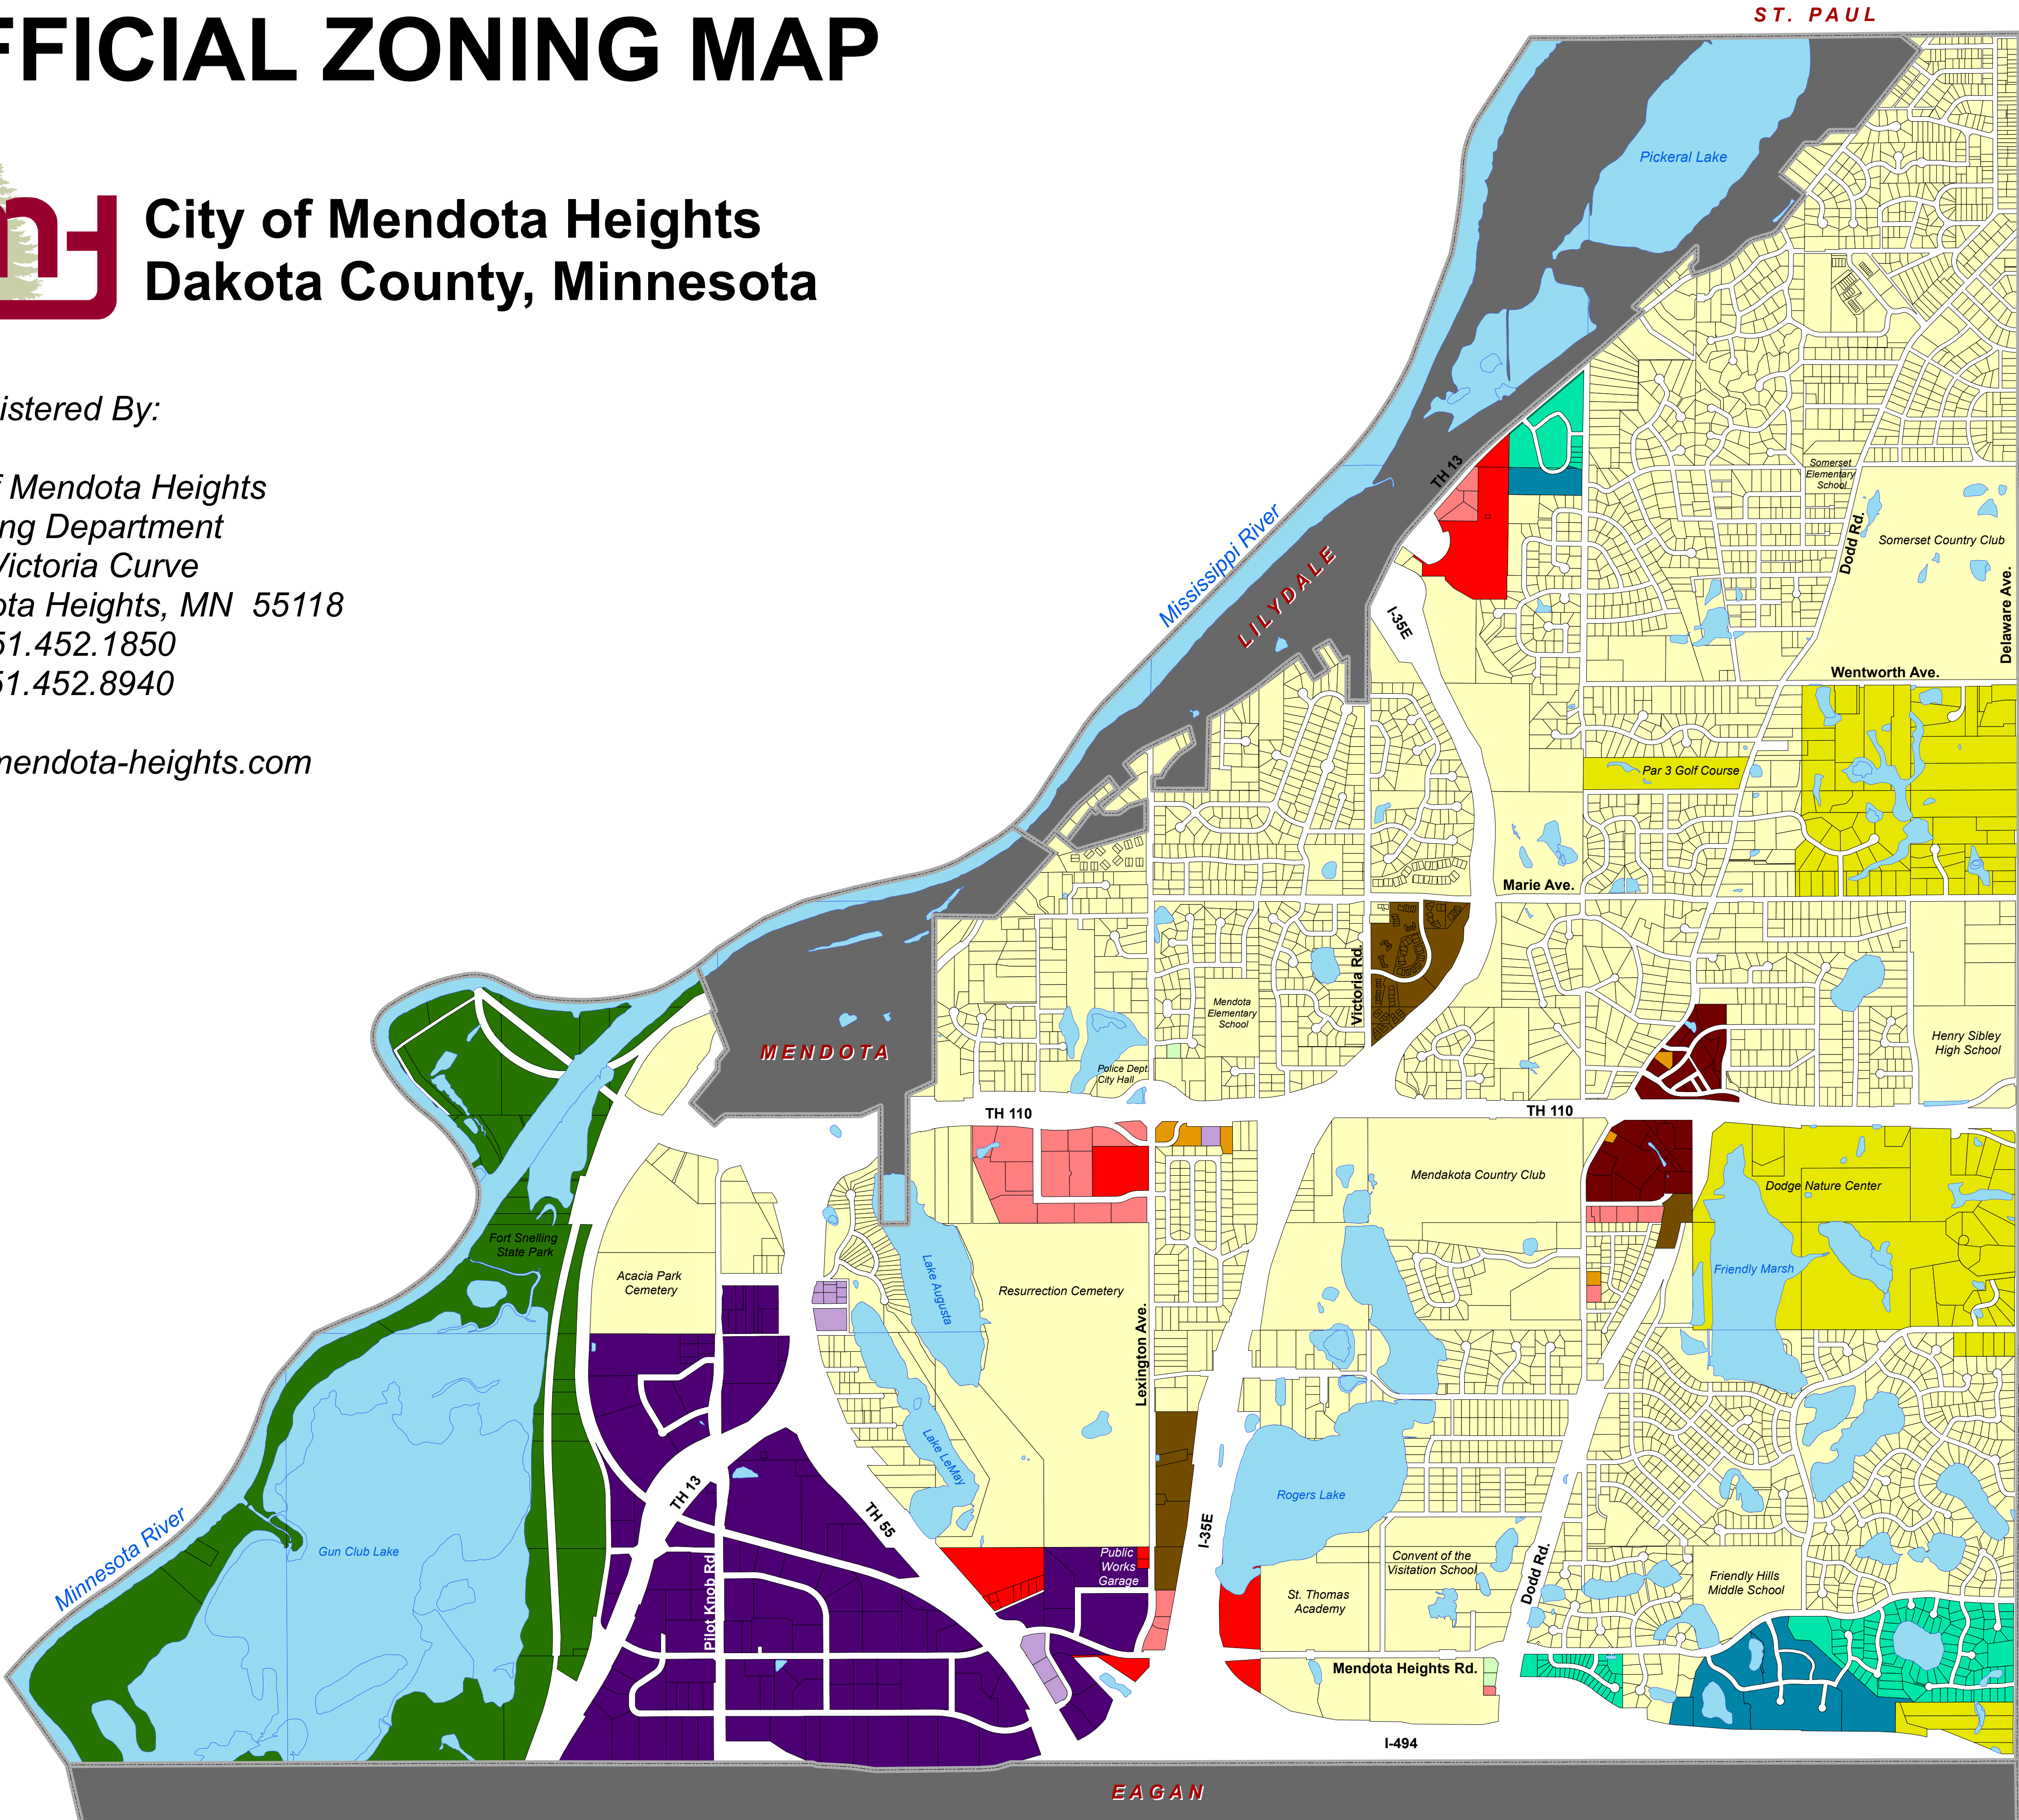 FFICIAL ZONING MAP
City of Mendota Heights
Dakota County, Minnesota
istered By:
f Mendota Heights
ng Department
Victoria Curve
ota Heights, MN 55118
51.452.1850
51.452.8940
mendota-heights.com
ST. PAUL
Pickeral Lake
TH 13
Somerset
Elementary
School
Dodd Rd.
Somerset Country Club
Mississippi River
LILYDALE
I-35E
Delaware Ave.
Wentworth Ave.
Par 3 Golf Course
Marie Ave.
Victoria Rd.
Mendota
Elementary
School
Henry Sibley
High School
MENDOTA
Police Dept.
City Hall
TH 110
TH 110
Mendakota Country Club
Dodge Nature Center
Fort Snelling
State Park
Acacia Park
Cemetery
Lake Augusta
Resurrection Cemetery
Friendly Marsh
Lexington Ave.
Lake LeMay
TH 13
TH 55
Rogers Lake
I-35E
Minnesota River
Gun Club Lake
Pilot Knob Rd.
Public
Works
Garage
Convent of the
Visitation School
St. Thomas
Academy
Dodd Rd.
Friendly Hills
Middle School
Mendota Heights Rd.
I-494
EAGAN